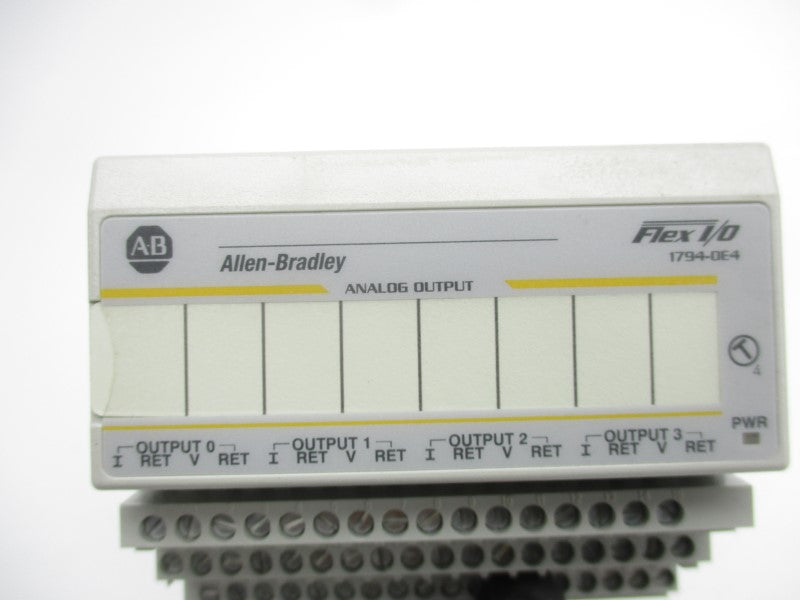 A-B
Allen-Bradley
Flex I/O
1794-OE4
ANALOG OUTPUT
4
PWR
OUTPUT 0 OUTPUT 1 OUTPUT 2 OUTPUT 3
I RET V RET I RET V RET I RET V RET I RET V RET